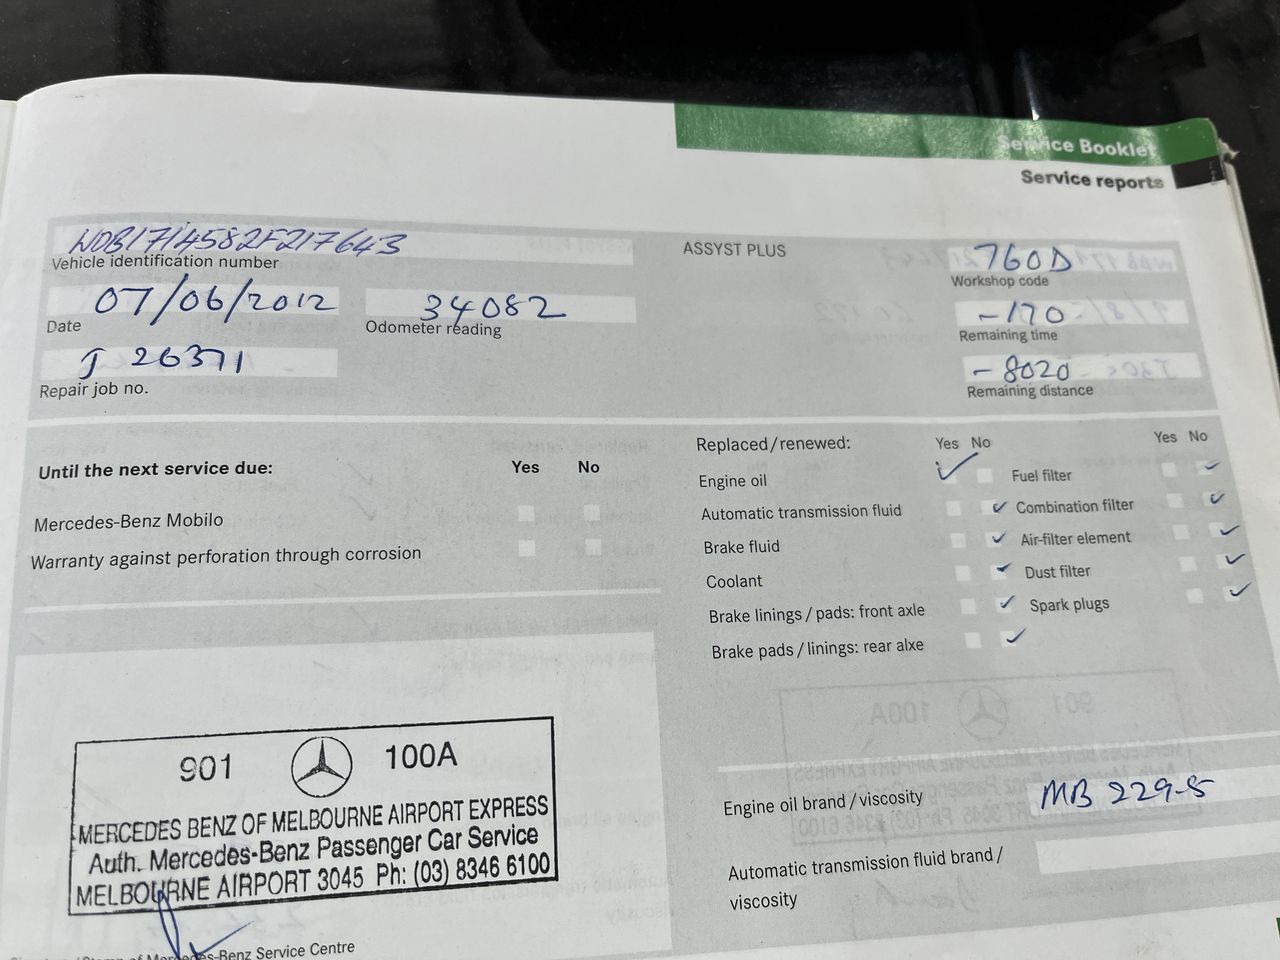 Service Booklet
Service reports
WDB1714582F217643
Vehicle identification number
ASSYST PLUS
760D
Workshop code
07/06/2012
Date
34082
Odometer reading
-170
Remaining time
J 26371
Repair job no.
-8020
Remaining distance
Until the next service due:
Yes No
Mercedes-Benz Mobilo
Warranty against perforation through corrosion
Replaced/renewed:
Yes No
Yes No
Engine oil
Fuel filter
Automatic transmission fluid
Combination filter
Brake fluid
Air-filter element
Coolant
Dust filter
Brake linings / pads: front axle
Spark plugs
Brake pads / linings: rear alxe
901 100A
MERCEDES BENZ OF MELBOURNE AIRPORT EXPRESS
Auth. Mercedes-Benz Passenger Car Service
MELBOURNE AIRPORT 3045 Ph: (03) 8346 6100
Engine oil brand / viscosity
MB 229-5
Automatic transmission fluid brand /
viscosity
Mercedes-Benz Service Centre